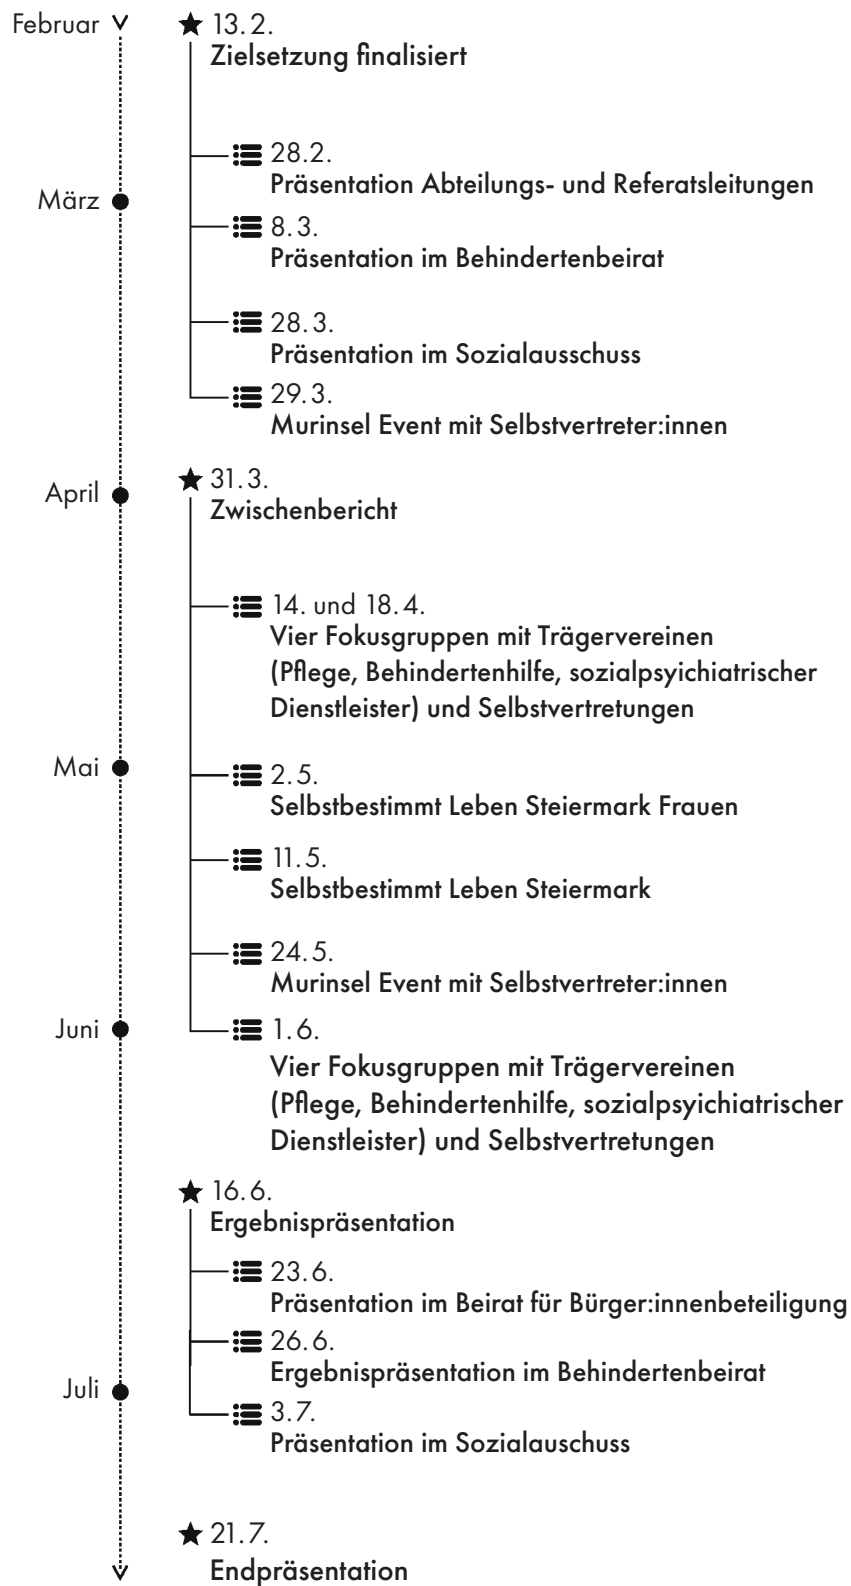 Februar
13.2.
Zielsetzung finalisiert
28.2.
Präsentation Abteilungs- und Referatsleitungen
März
8.3.
Präsentation im Behindertenbeirat
28.3.
Präsentation im Sozialausschuss
29.3.
Murinsel Event mit Selbstvertreter:innen
April
31.3.
Zwischenbericht
14. und 18.4.
Vier Fokusgruppen mit Trägervereinen
(Pflege, Behindertenhilfe, sozialpsyichiatrischer
Dienstleister) und Selbstvertretungen
Mai
2.5.
Selbstbestimmt Leben Steiermark Frauen
11.5.
Selbstbestimmt Leben Steiermark
24.5.
Murinsel Event mit Selbstvertreter:innen
Juni
1.6.
Vier Fokusgruppen mit Trägervereinen
(Pflege, Behindertenhilfe, sozialpsyichiatrischer
Dienstleister) und Selbstvertretungen
16.6.
Ergebnispräsentation
23.6.
Präsentation im Beirat für Bürger:innenbeteiligung
26.6.
Ergebnispräsentation im Behindertenbeirat
Juli
3.7.
Präsentation im Sozialauschuss
21.7.
Endpräsentation